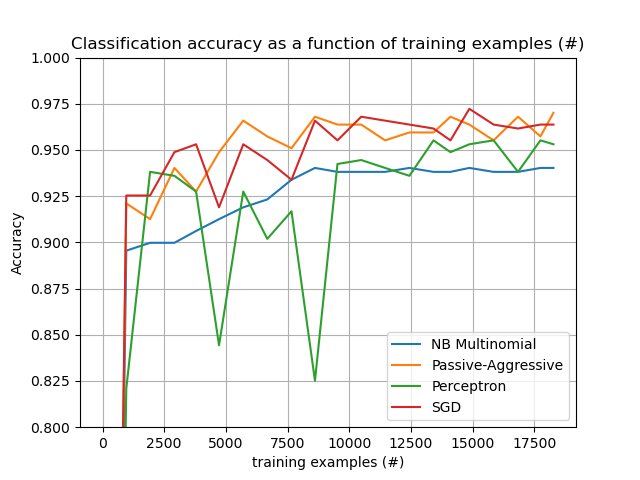 Classification accuracy as a function of training examples (#)
1.000
0.975
0.950
0.925
0.900
0.875
0.850
0.825
0.800
Accuracy
NB Multinomial
Passive-Aggressive
Perceptron
SGD
0 2500 5000 7500 10000 12500 15000 17500
training examples (#)